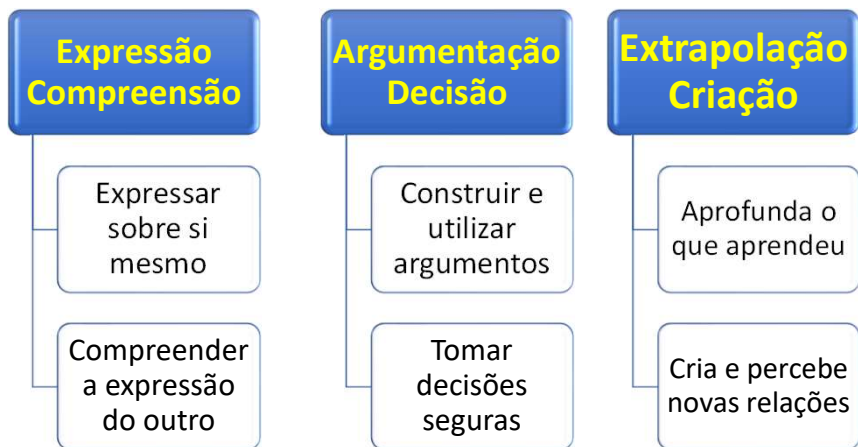 Expressão
Compreensão
Expressar
sobre si
mesmo
Compreender
a expressão
do outro
Argumentação
Decisão
Construir e
utilizar
argumentos
Tomar
decisões
seguras
Extrapolação
Criação
Aprofunda o
que aprendeu
Cria e percebe
novas relações